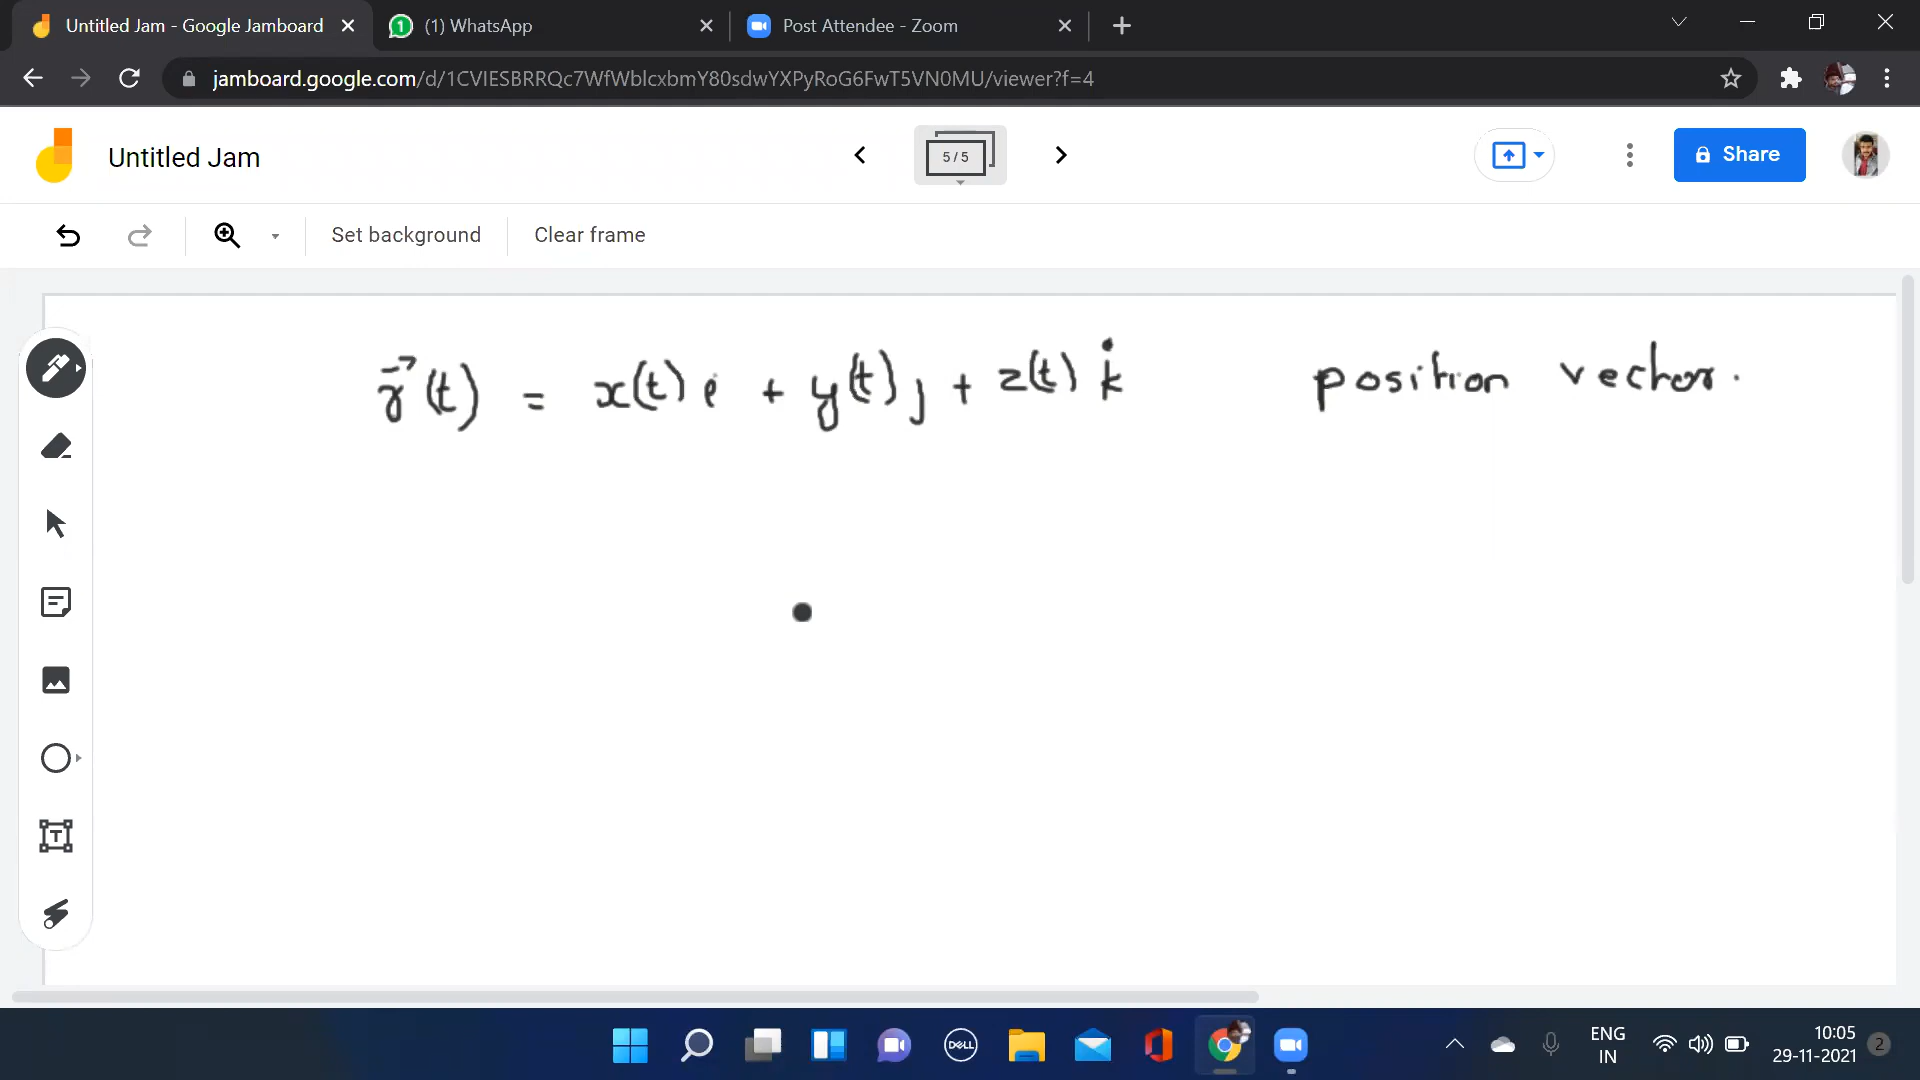 Untitled Jam - Google Jamboard
(1) WhatsApp
Post Attendee - Zoom
jamboard.google.com/d/1CVIESBRRQc7WfWblcxbmY80sdwYXPyRoG6FwT5VN0MU/viewer?f=4
Untitled Jam
5 / 5
Share
Set background
Clear frame
r⃗(t) = x(t) i + y(t) j + z(t) k position vector.
DELL
ENG
IN
10:05
29-11-2021
2